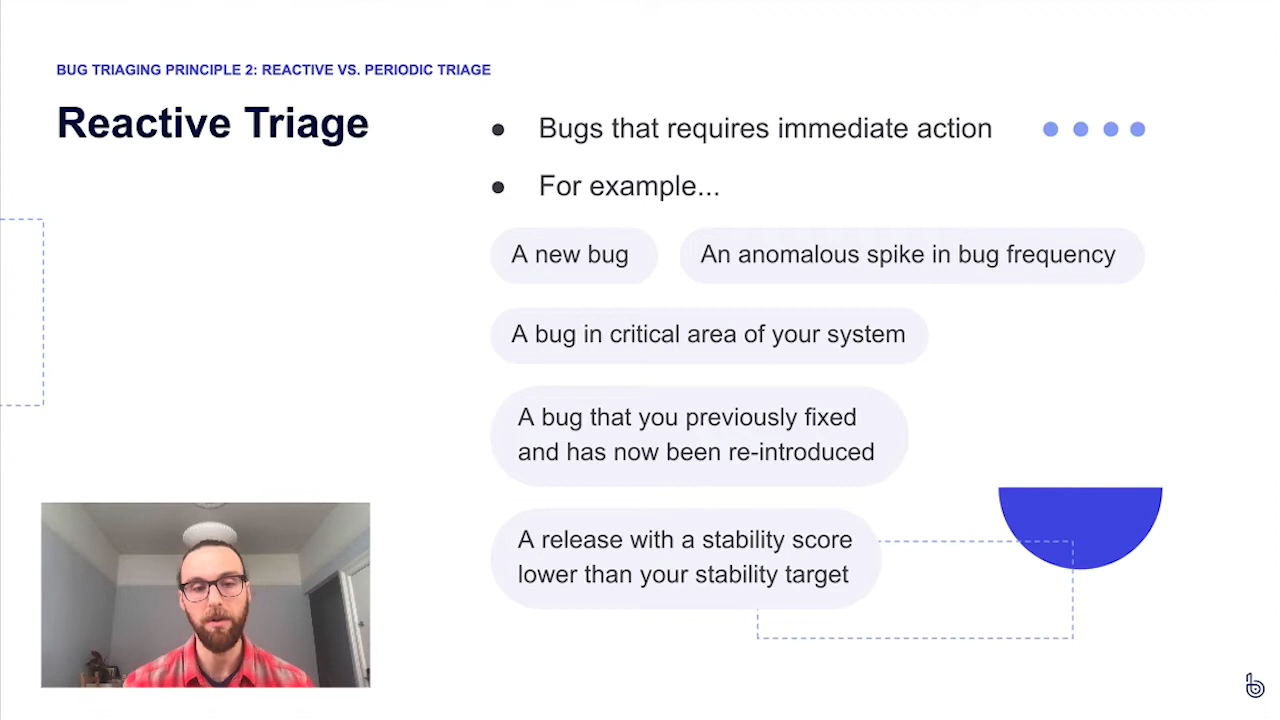 BUG TRIAGING PRINCIPLE 2: REACTIVE VS. PERIODIC TRIAGE
Reactive Triage
● Bugs that requires immediate action
● For example...
A new bug
An anomalous spike in bug frequency
A bug in critical area of your system
A bug that you previously fixed
and has now been re-introduced
A release with a stability score
lower than your stability target